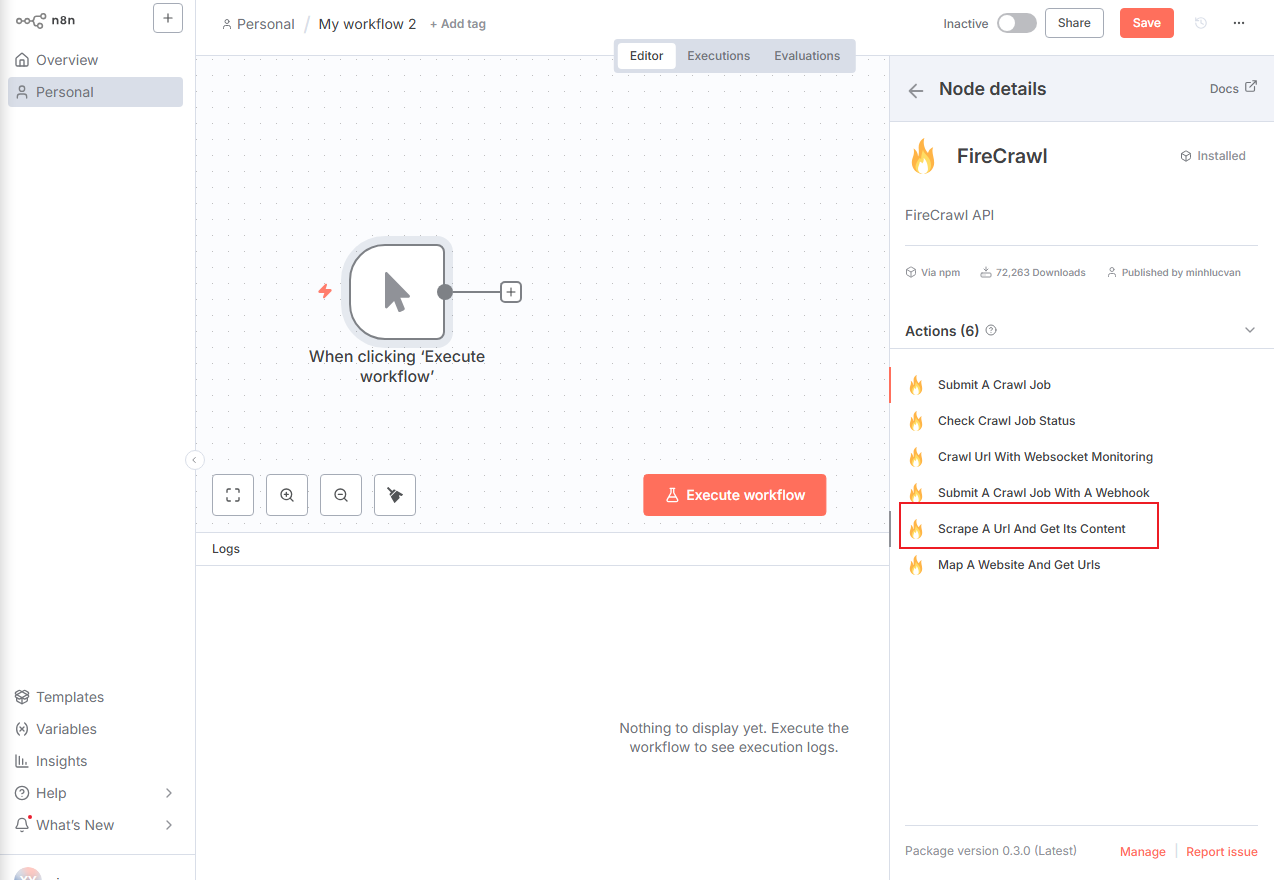 n8n
Overview
Personal
Templates
Variables
Insights
Help
What's New
Personal / My workflow 2 + Add tag
Inactive
Share
Save
Editor Executions Evaluations
When clicking ‘Execute
workflow’
Execute workflow
Logs
Nothing to display yet. Execute the
workflow to see execution logs.
Node details
Docs
FireCrawl
Installed
FireCrawl API
Via npm 72,263 Downloads Published by minhlucvan
Actions (6)
Submit A Crawl Job
Check Crawl Job Status
Crawl Url With Websocket Monitoring
Submit A Crawl Job With A Webhook
Scrape A Url And Get Its Content
Map A Website And Get Urls
Package version 0.3.0 (Latest)
Manage | Report issue